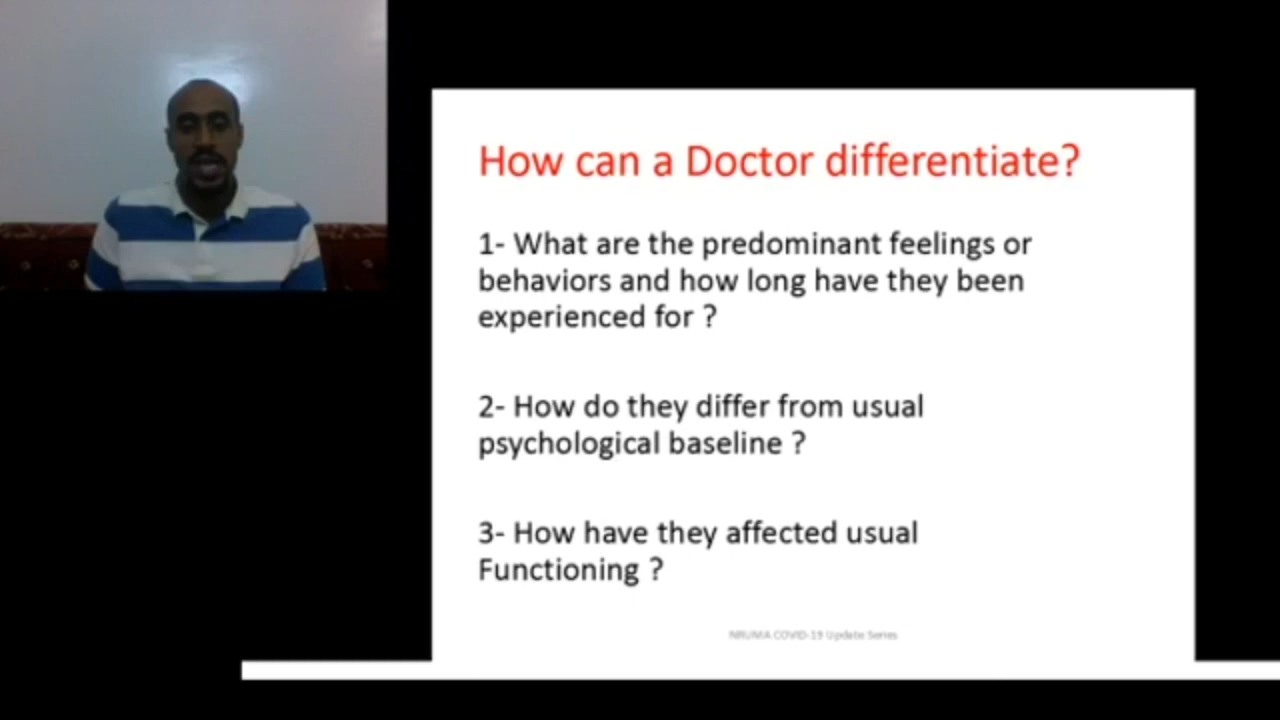 How can a Doctor differentiate?
1- What are the predominant feelings or
behaviors and how long have they been
experienced for ?
2- How do they differ from usual
psychological baseline ?
3- How have they affected usual
Functioning ?
COVID-19 Update Series